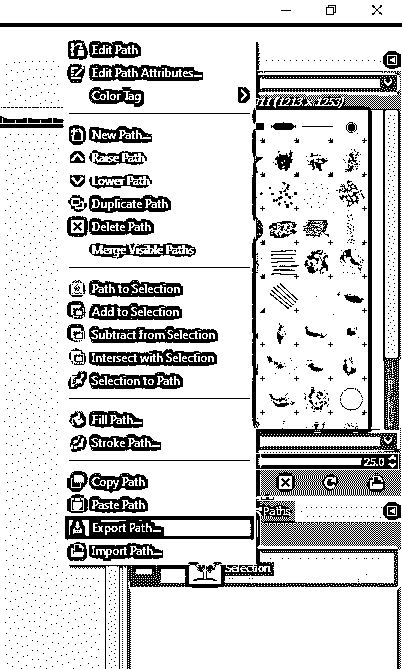 Edit Path
Edit Path Attributes...
Color Tag
New Path...
Raise Path
Lower Path
Duplicate Path
Delete Path
Merge Visible Paths
Path to Selection
Add to Selection
Subtract from Selection
Intersect with Selection
Selection to Path
Fill Path...
Stroke Path...
25.0
Copy Path
Paste Path
Paths
Export Path...
Import Path...
Selection